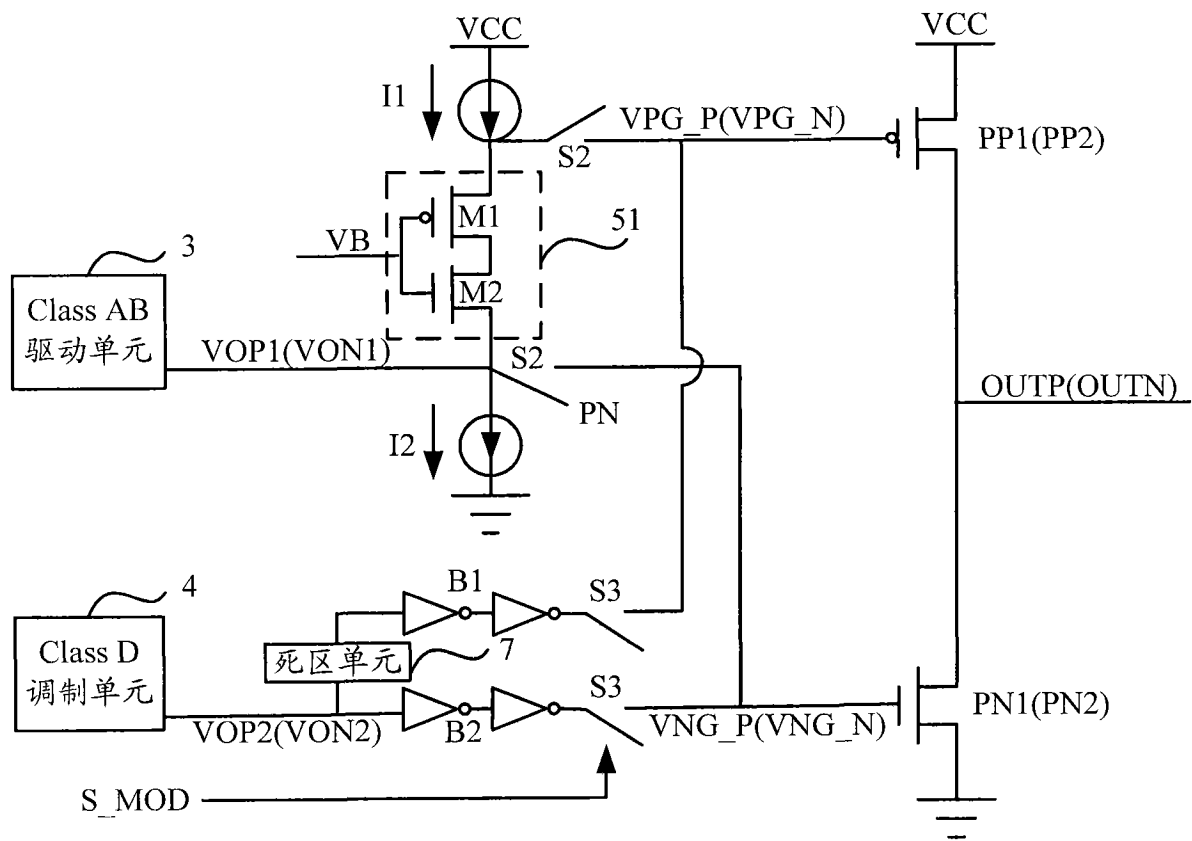 VCC
VCC
I1
VPG_P(VPG_N)
S2
PP1(PP2)
M1
51
VB
3
M2
Class AB
驱动单元
VOP1(VON1)
S2
OUTP(OUTN)
PN
I2
4
B1
S3
Class D
调制单元
死区单元
7
S3
VOP2(VON2)
B2
VNG_P(VNG_N)
PN1(PN2)
S_MOD